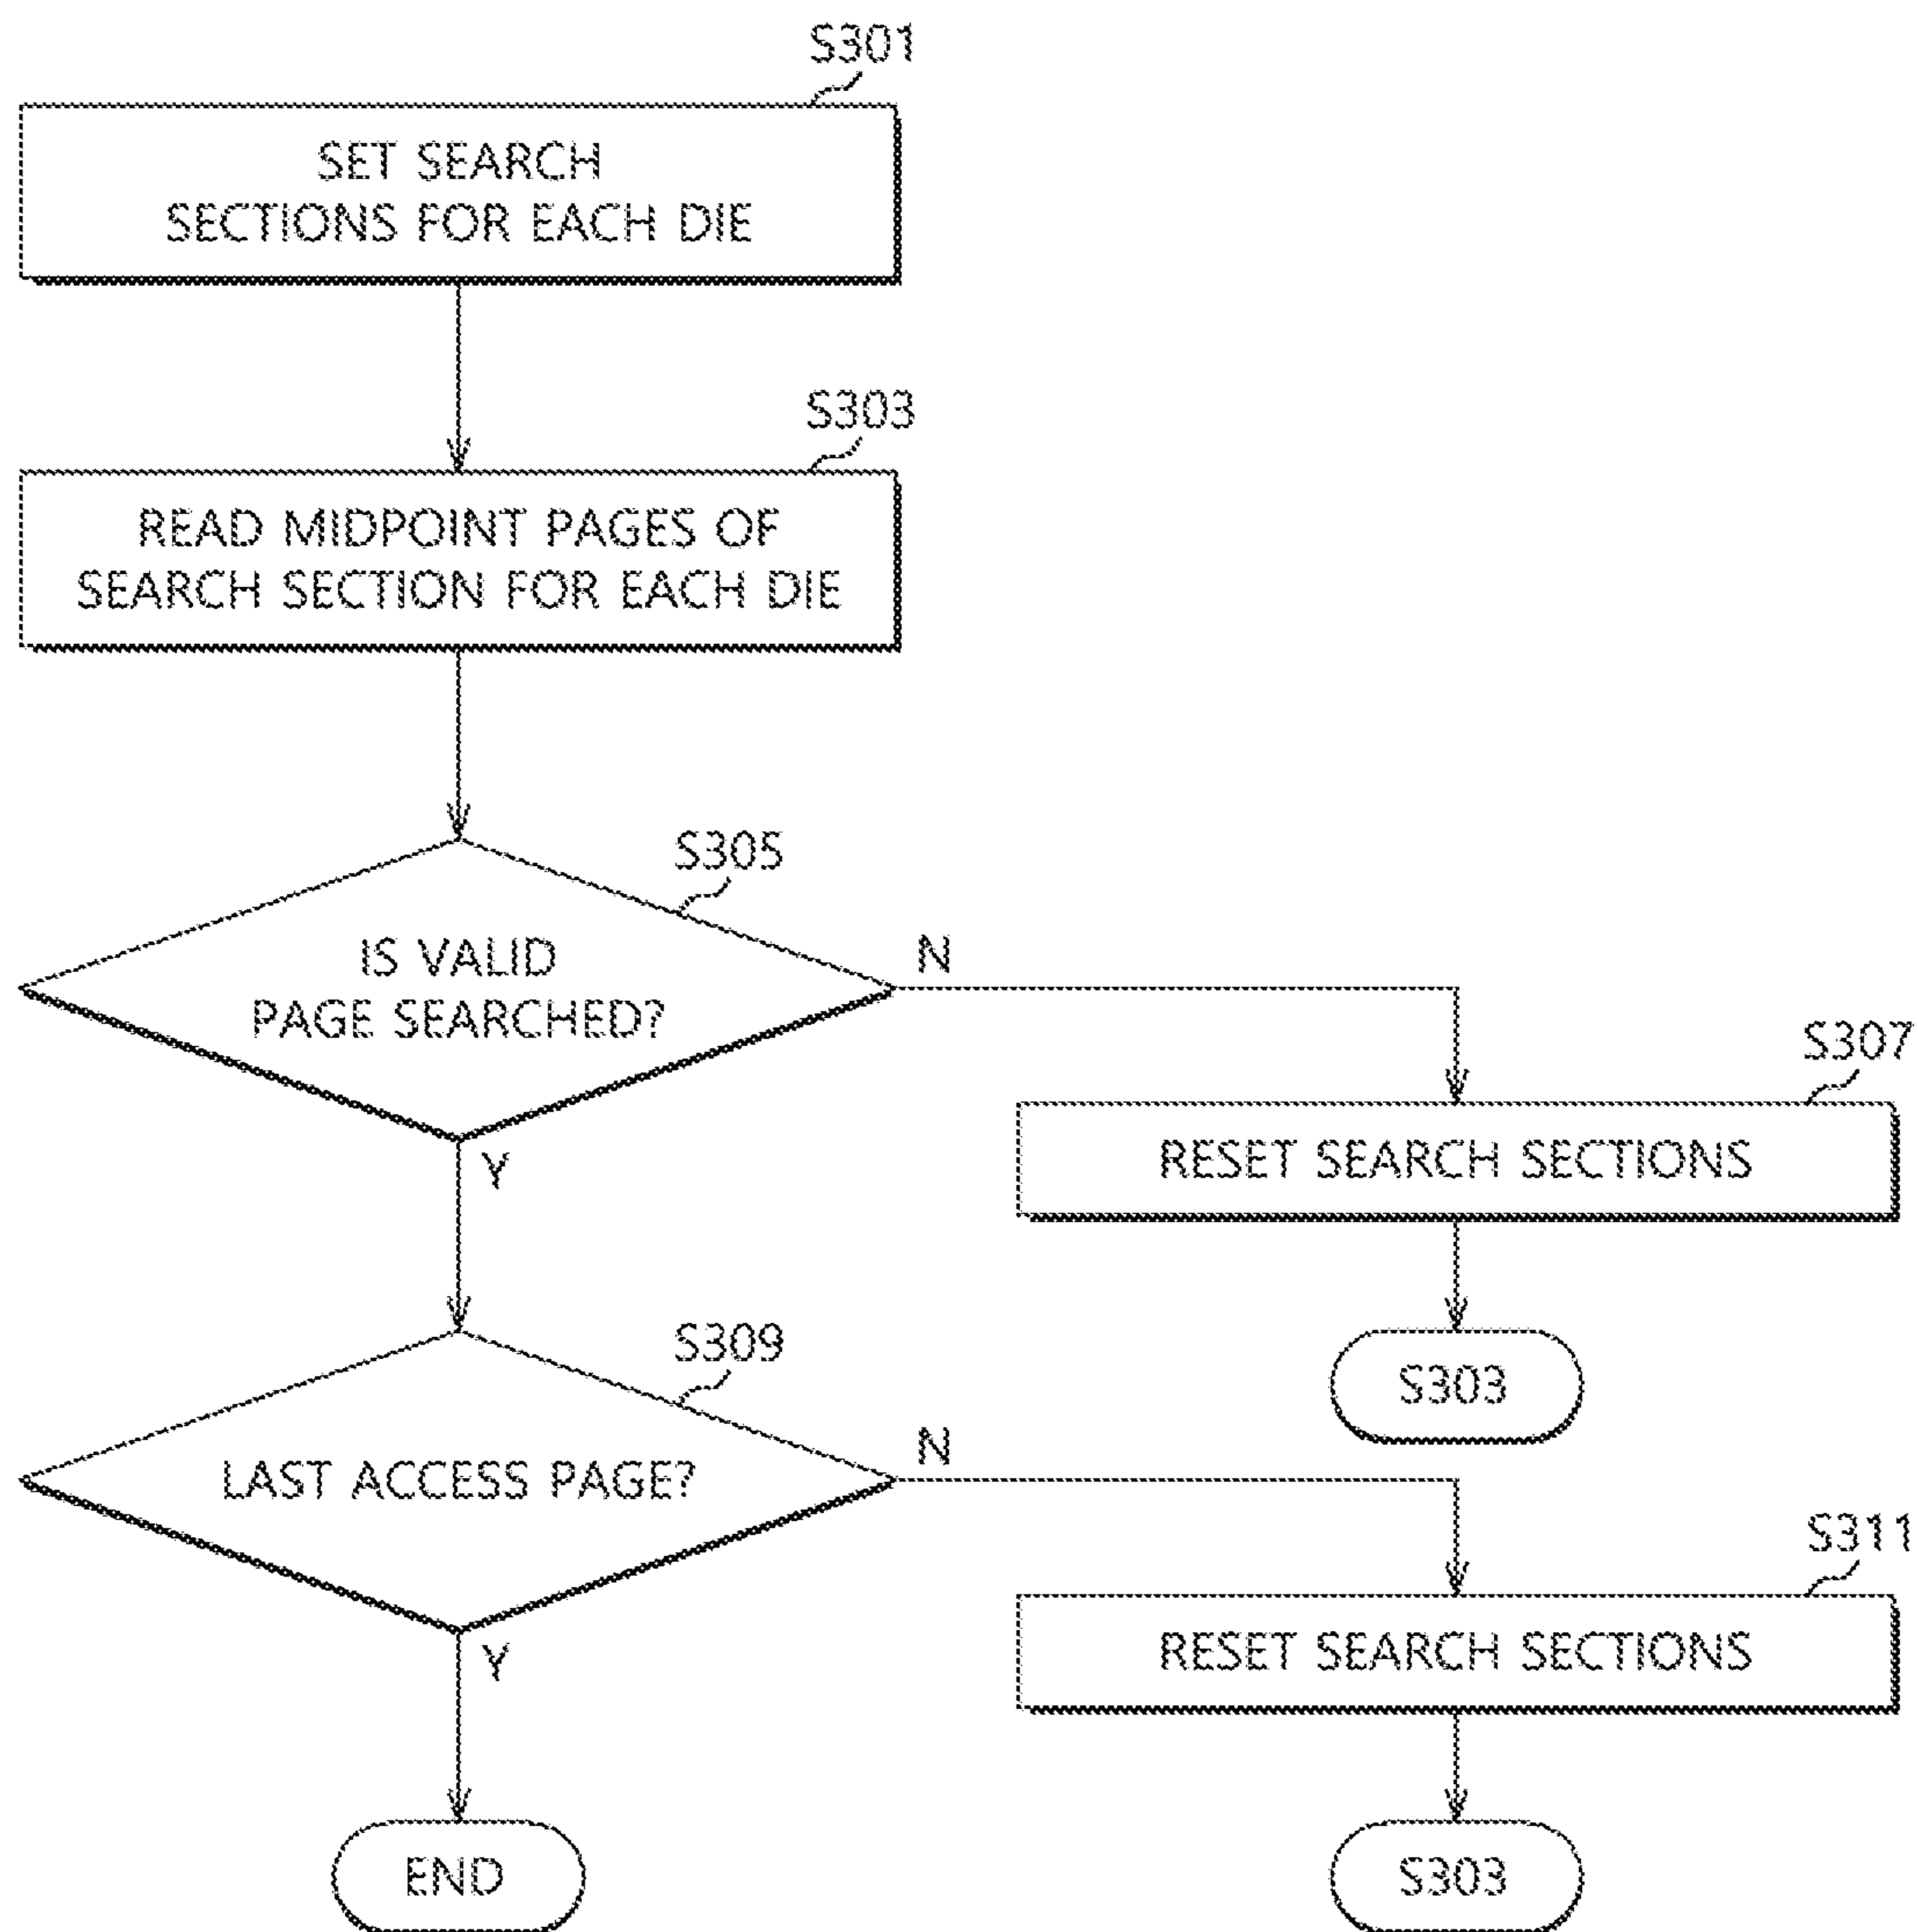 S301
SET SEARCH
SECTIONS FOR EACH DIE
S303
READ MIDPOINT PAGES OF
SEARCH SECTION FOR EACH DIE
S305
IS VALID
PAGE SEARCHED?
N
Y
S307
RESET SEARCH SECTIONS
S303
S309
LAST ACCESS PAGE?
N
Y
S311
RESET SEARCH SECTIONS
END
S303